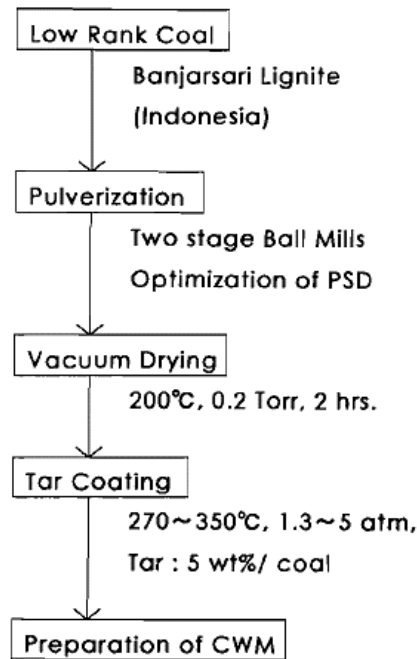 Low Rank Coal
Banjarsari Lignite
(Indonesia)
Pulverization
Two stage Ball Mills
Optimization of PSD
Vacuum Drying
200℃, 0.2 Torr, 2 hrs.
Tar Coating
270~350℃, 1.3~5 atm,
Tar : 5 wt%/ coal
Preparation of CWM